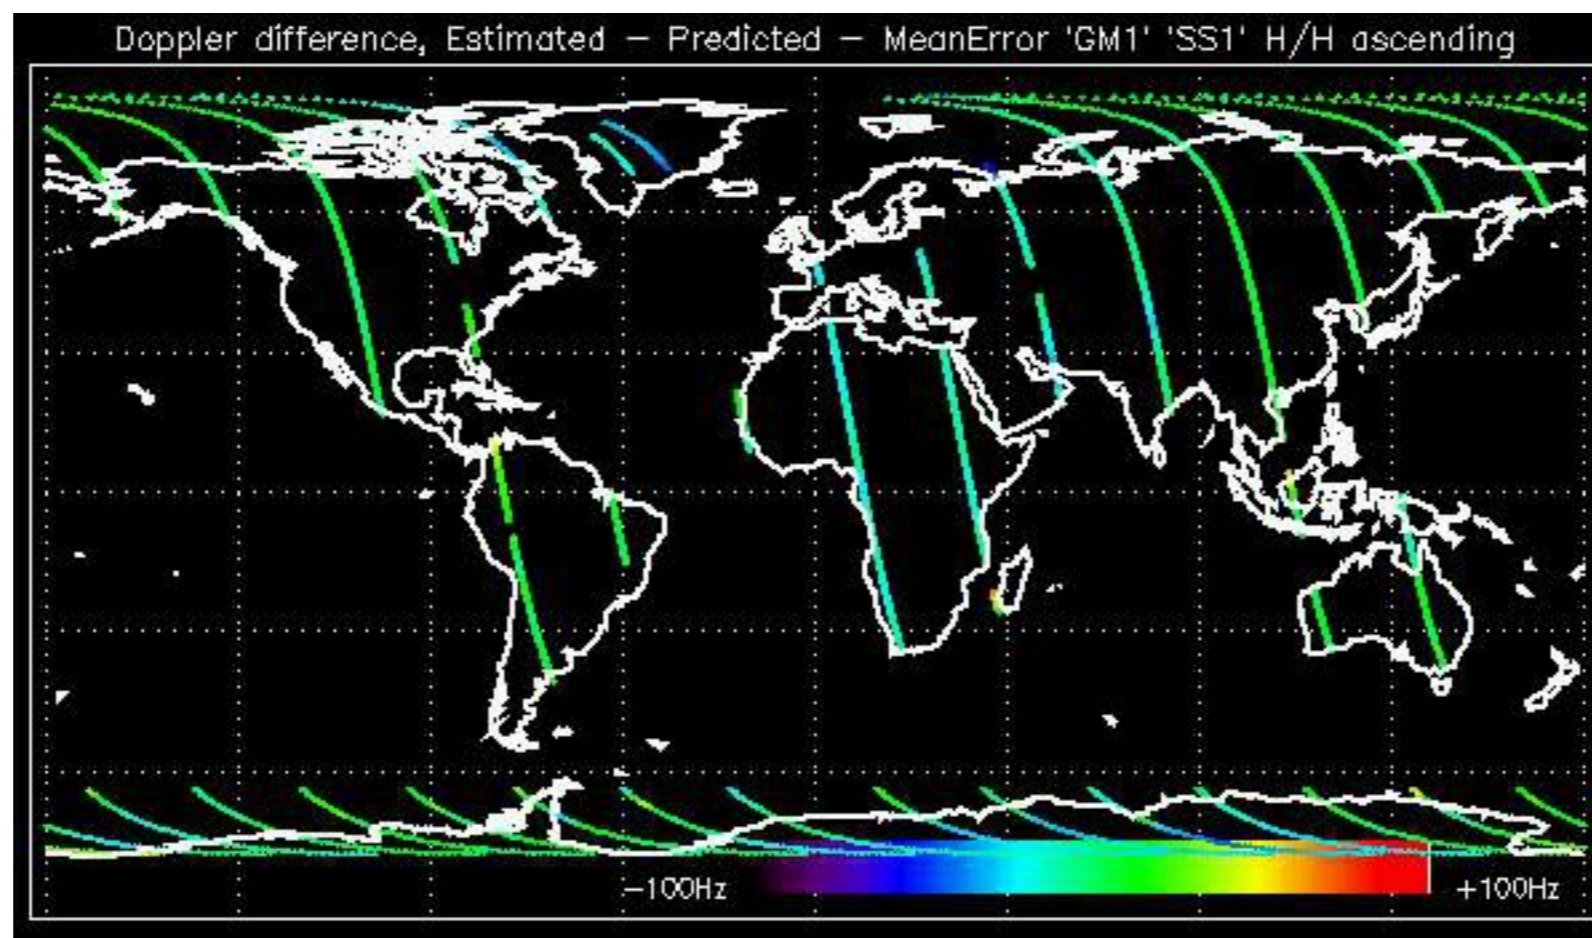 Doppler difference, Estimated – Predicted – MeanError 'GM1' 'SS1' H/H ascending
–100Hz +100Hz